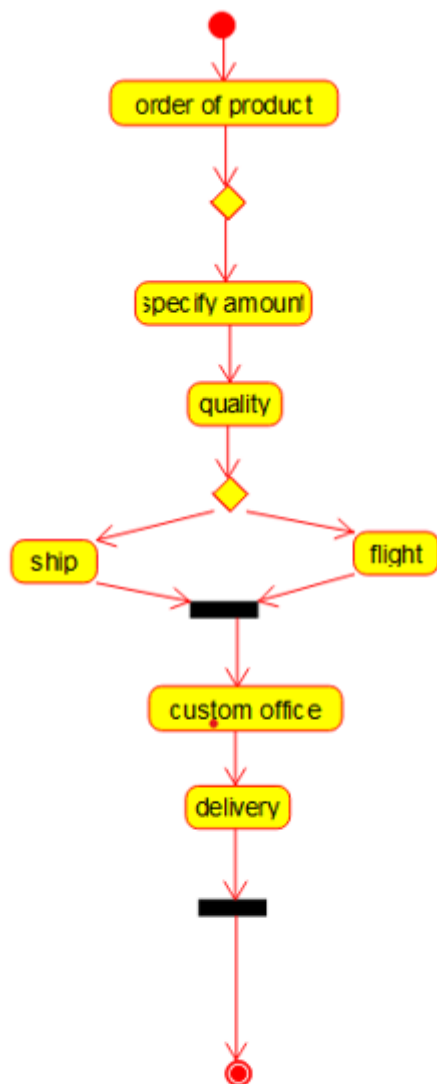 order of product
specify amount
quality
ship
flight
custom office
delivery